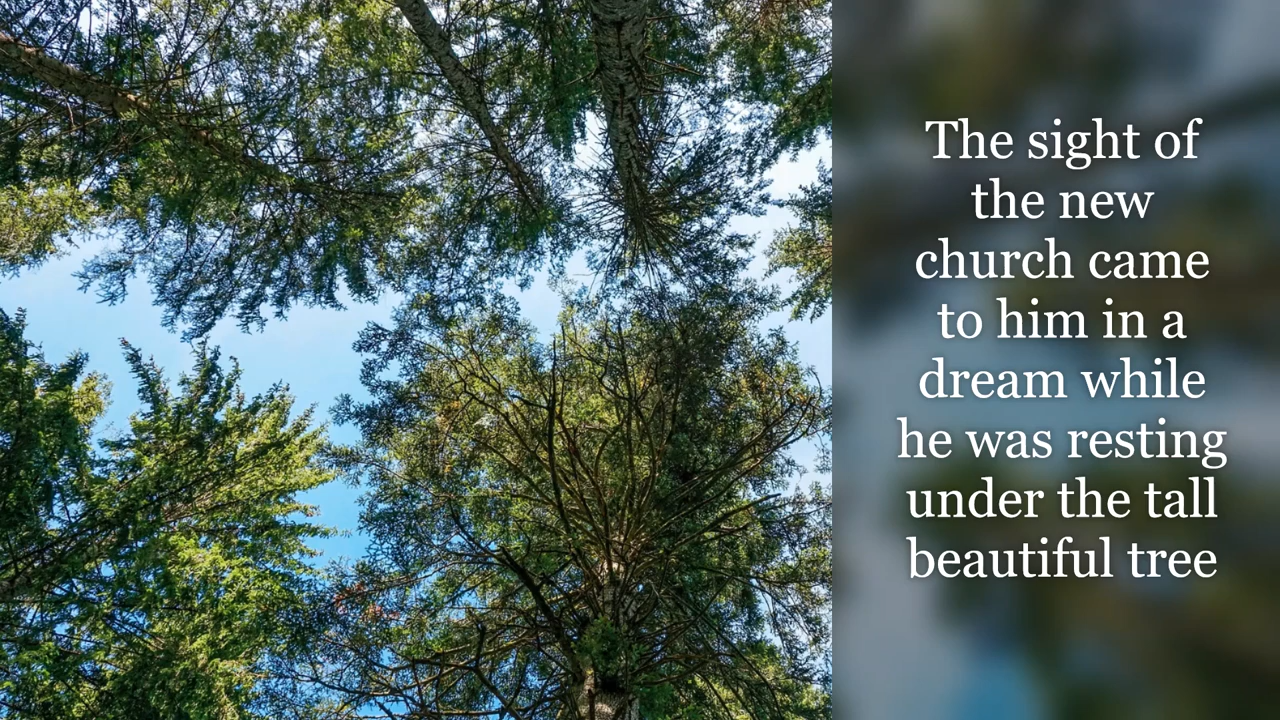 The sight of
the new
church came
to him in a
dream while
he was resting
under the tall
beautiful tree